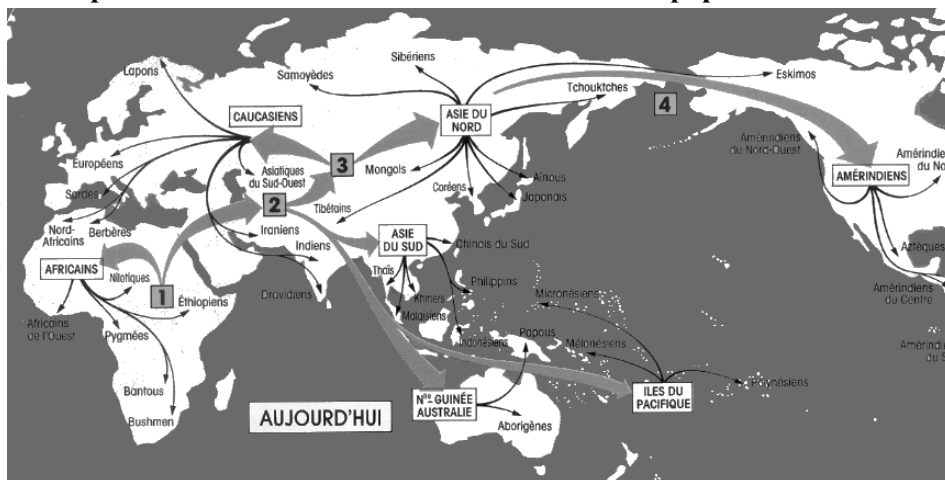 Lapons
Samoyèdes
Sibériens
Tchouktches
Eskimos
CAUCASIENS
ASIE DU
NORD
4
Européens
Asiatiques
du Sud-Ouest
3
Mongols
Coréens
Aïnous
Japonais
Amérindiens
du Nord-Ouest
AMÉRINDIENS
Sardes
2
Tibétains
Nord-
Africains
Berbères
Iraniens
Indiens
ASIE
DU SUD
Chinois du Sud
Aztèques
AFRICAINS
Nilotiques
1
Éthiopiens
Dravidiens
Thaïs
Khmers
Malaisiens
Philippins
Indonésiens
Micronésiens
Amérindiens
du Centre
Africains
de l'Ouest
Pygmées
Papous
Mélanésiens
Polynésiens
Bantous
Bushmen
AUJOURD'HUI
Nlle GUINÉE
AUSTRALIE
Aborigènes
ILES DU
PACIFIQUE